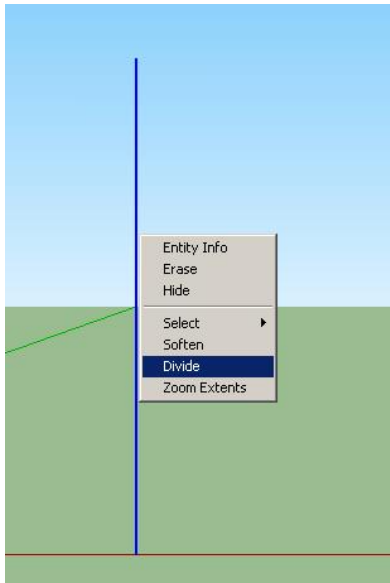 Entity Info
Erase
Hide
Select
Soften
Divide
Zoom Extents